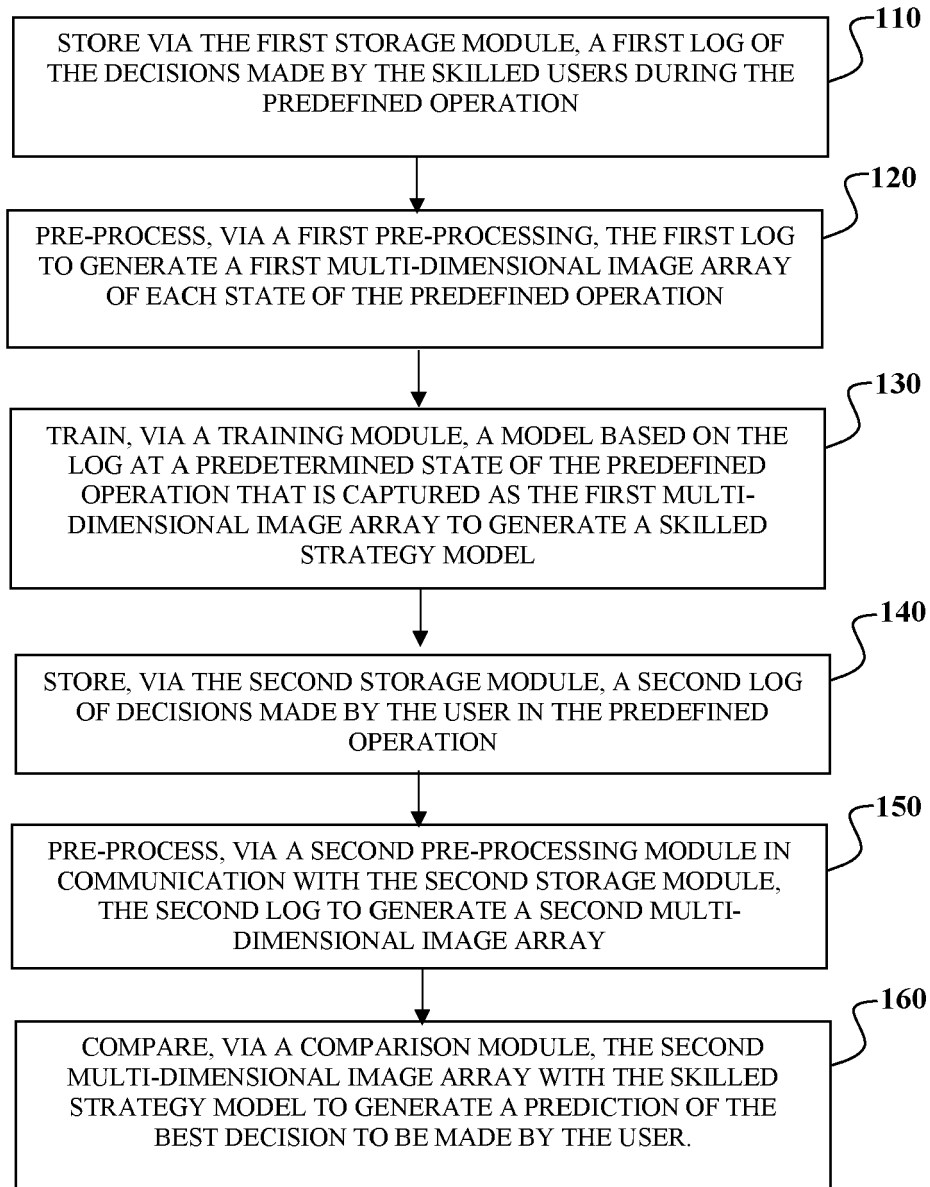 110
STORE VIA THE FIRST STORAGE MODULE, A FIRST LOG OF
THE DECISIONS MADE BY THE SKILLED USERS DURING THE
PREDEFINED OPERATION
120
PRE-PROCESS, VIA A FIRST PRE-PROCESSING, THE FIRST LOG
TO GENERATE A FIRST MULTI-DIMENSIONAL IMAGE ARRAY
OF EACH STATE OF THE PREDEFINED OPERATION
130
TRAIN, VIA A TRAINING MODULE, A MODEL BASED ON THE
LOG AT A PREDETERMINED STATE OF THE PREDEFINED
OPERATION THAT IS CAPTURED AS THE FIRST MULTI-
DIMENSIONAL IMAGE ARRAY TO GENERATE A SKILLED
STRATEGY MODEL
140
STORE, VIA THE SECOND STORAGE MODULE, A SECOND LOG
OF DECISIONS MADE BY THE USER IN THE PREDEFINED
OPERATION
150
PRE-PROCESS, VIA A SECOND PRE-PROCESSING MODULE IN
COMMUNICATION WITH THE SECOND STORAGE MODULE,
THE SECOND LOG TO GENERATE A SECOND MULTI-
DIMENSIONAL IMAGE ARRAY
160
COMPARE, VIA A COMPARISON MODULE, THE SECOND
MULTI-DIMENSIONAL IMAGE ARRAY WITH THE SKILLED
STRATEGY MODEL TO GENERATE A PREDICTION OF THE
BEST DECISION TO BE MADE BY THE USER.